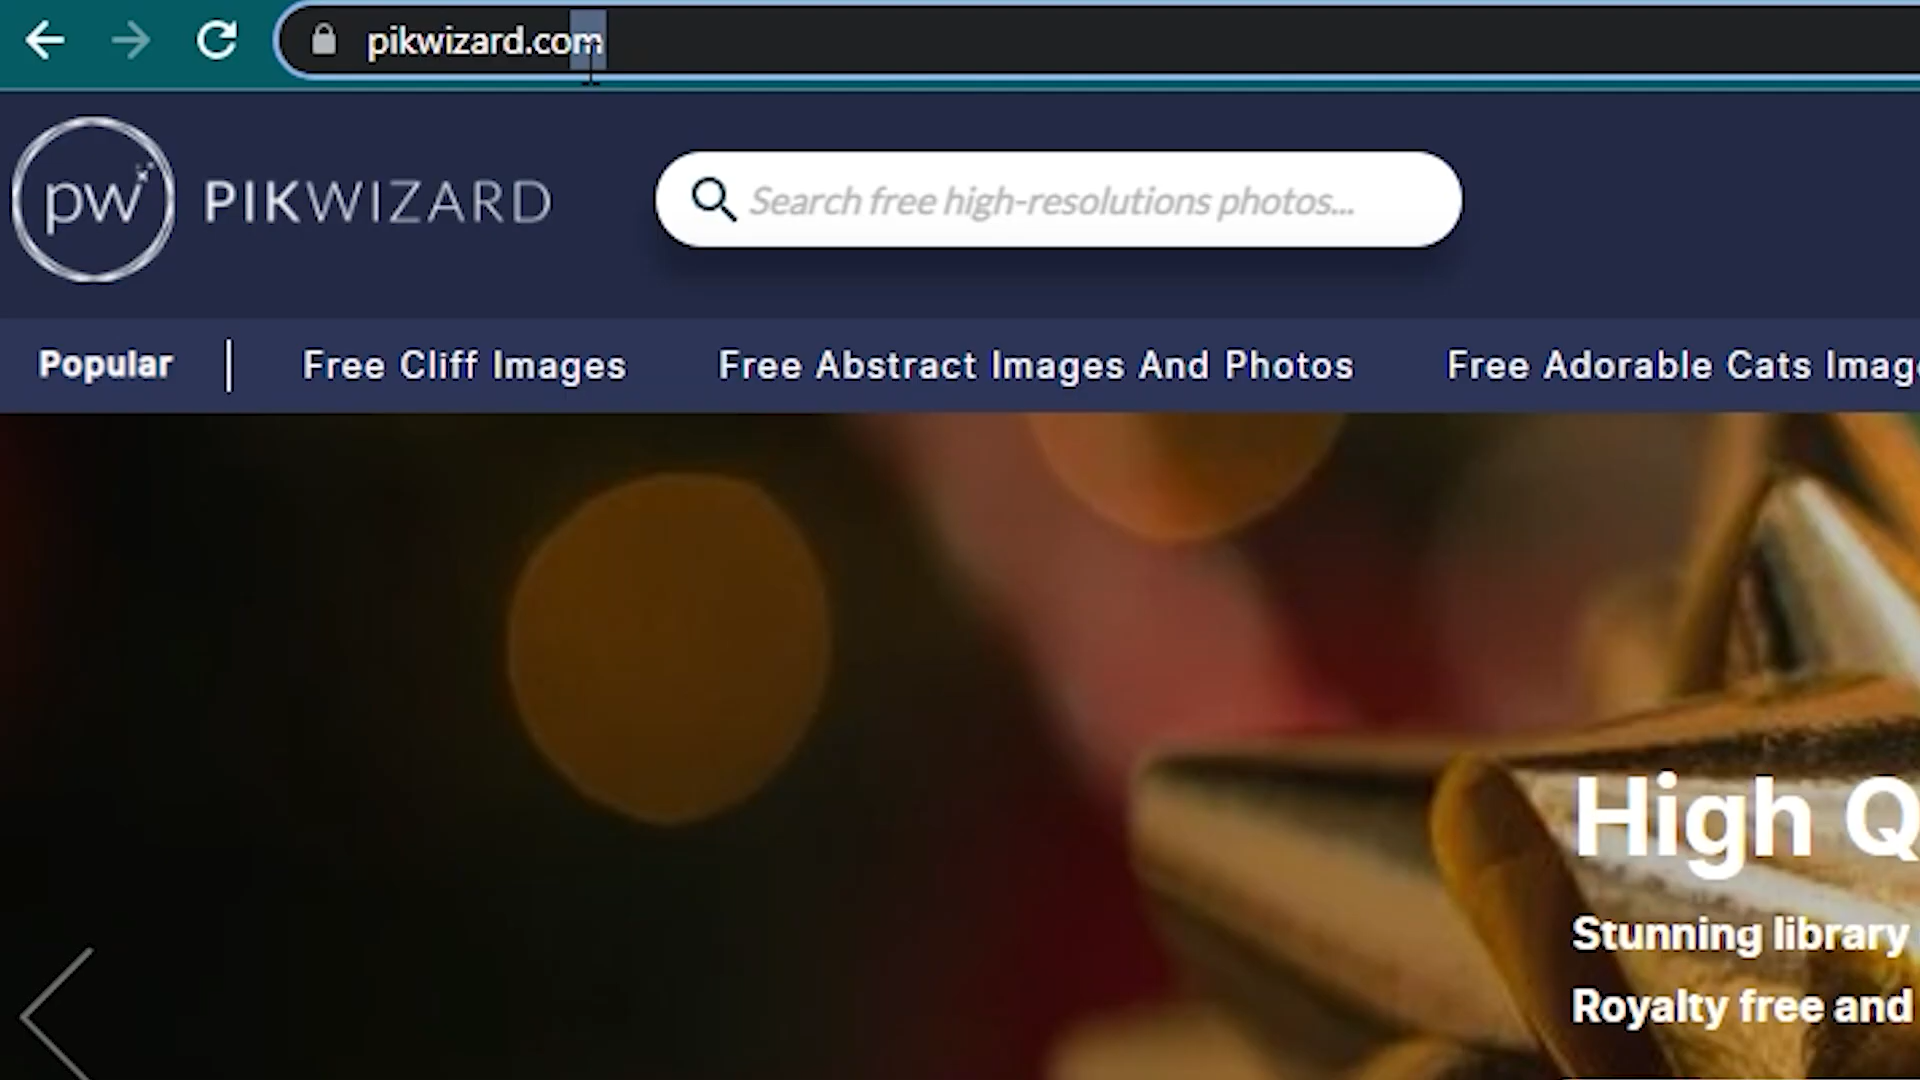 pikwizard.com
pw PIKWIZARD
Search free high-resolutions photos...
Popular | Free Cliff Images Free Abstract Images And Photos Free Adorable Cats
High
Stunning library
Royalty free and